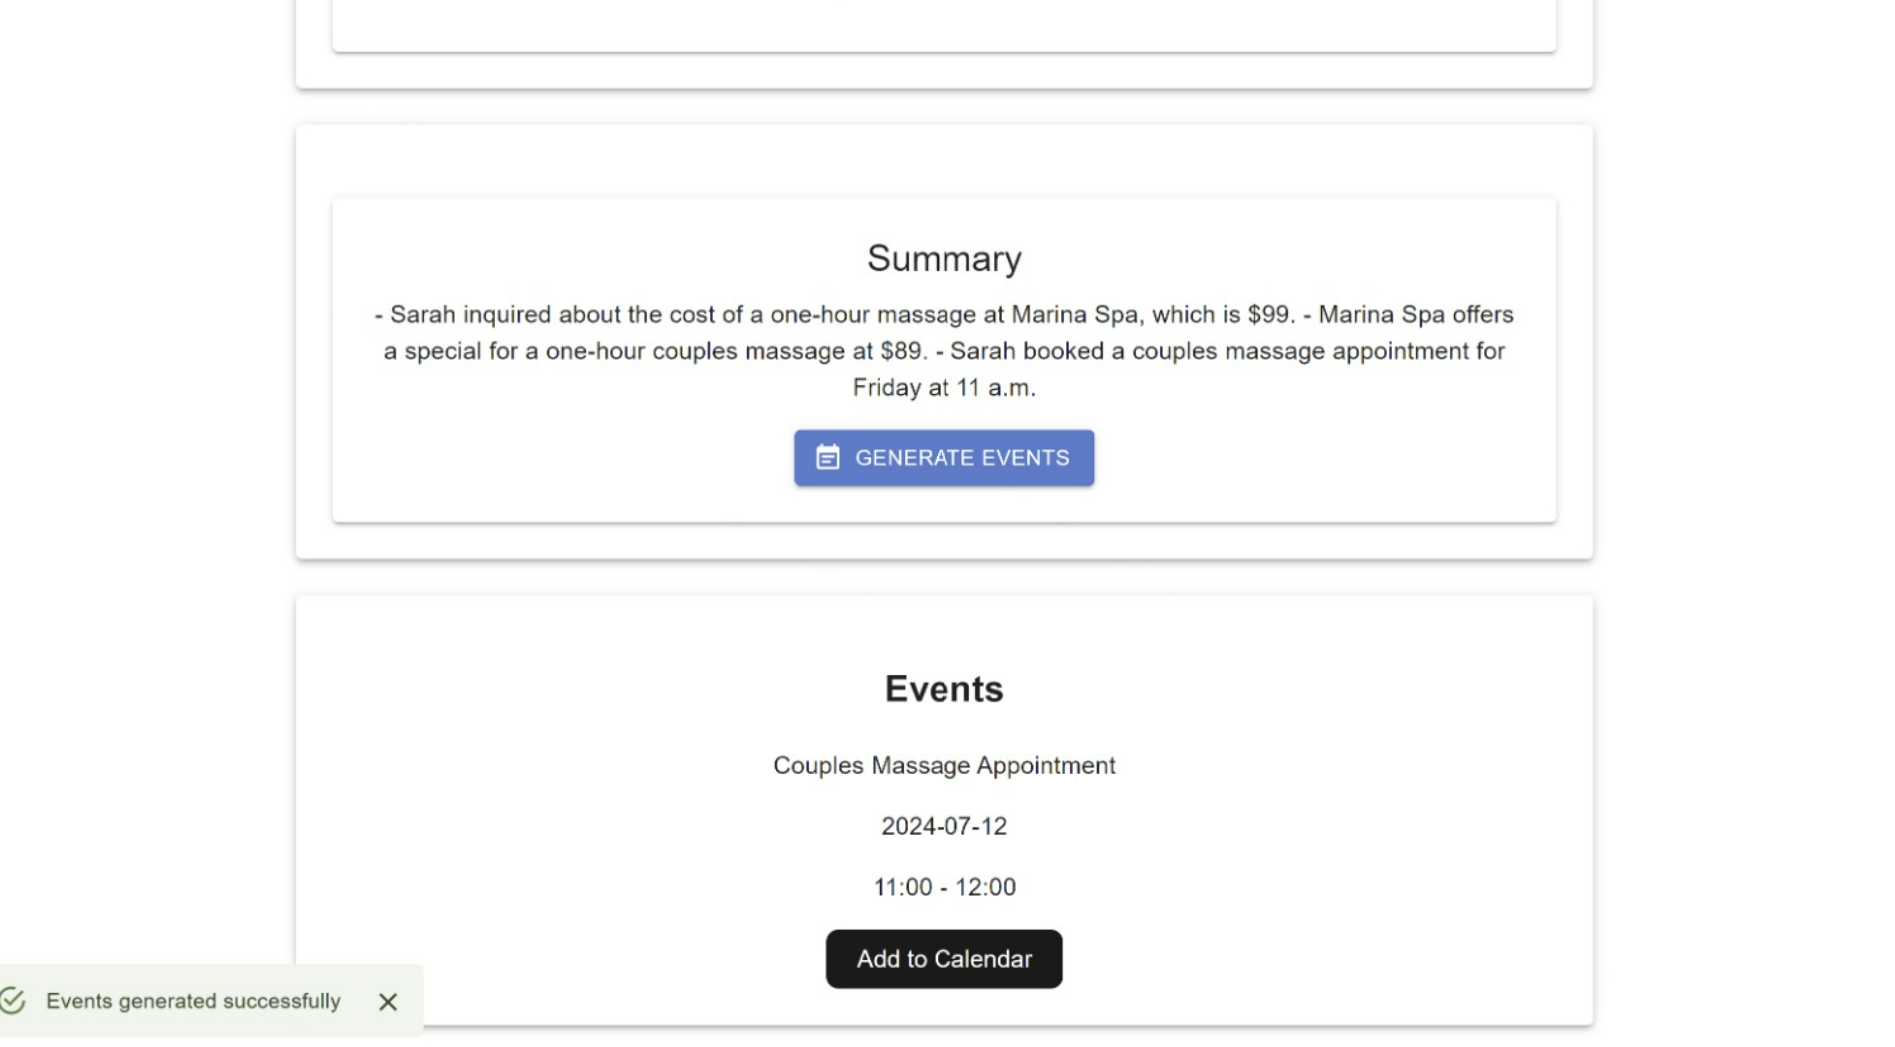 Summary
- Sarah inquired about the cost of a one-hour massage at Marina Spa, which is $99. - Marina Spa offers
a special for a one-hour couples massage at $89. - Sarah booked a couples massage appointment for
Friday at 11 a.m.
GENERATE EVENTS
Events
Couples Massage Appointment
2024-07-12
11:00 - 12:00
Add to Calendar
Events generated successfully